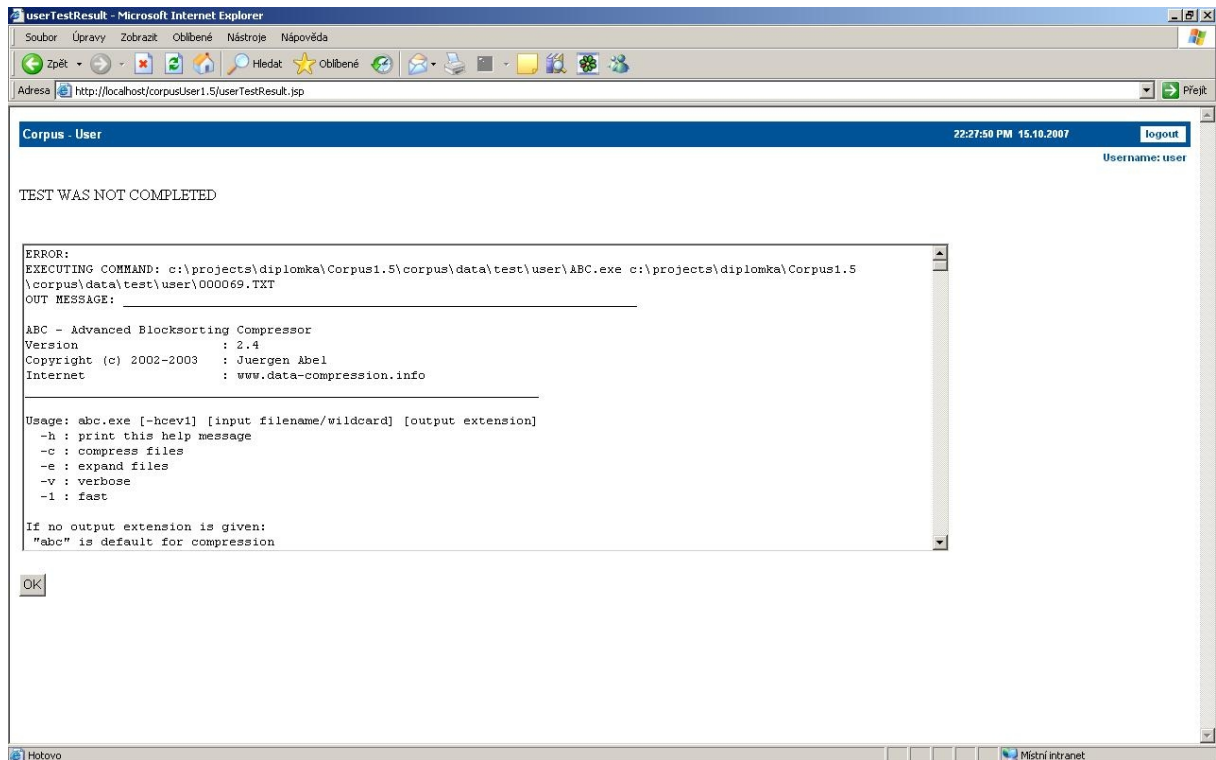 userTestResult - Microsoft Internet Explorer
Soubor Úpravy Zobrazit Oblíbené Nástroje Nápověda
Zpět Hledat Oblíbené
Adresa http://localhost/corpusUser1.5/userTestResult.jsp Přejít
Corpus - User 22:27:50 PM 15.10.2007 logout
Username: user
TEST WAS NOT COMPLETED
ERROR:
EXECUTING COMMAND: c:\projects\diplomka\Corpus1.5\corpus\data\test\user\ABC.exe c:\projects\diplomka\Corpus1.5
\corpus\data\test\user\000069.TXT
OUT MESSAGE:
ABC - Advanced Blocksorting Compressor
Version : 2.4
Copyright (c) 2002-2003 : Juergen Abel
Internet : www.data-compression.info
Usage: abc.exe [-hcev1] [input filename/wildcard] [output extension]
-h : print this help message
-c : compress files
-e : expand files
-v : verbose
-1 : fast
If no output extension is given:
"abc" is default for compression
OK
Hotovo Místní intranet